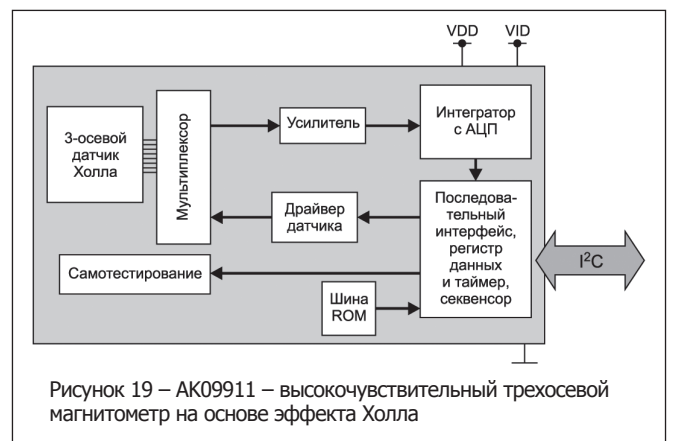 VDD VID
3-осевой
датчик
Холла
Мультиплексор
Усилитель
Интегратор
с АЦП
Драйвер
датчика
Последова-
тельный
интерфейс,
регистр
данных
и таймер,
секвенсор
I²C
Самотестирование
Шина
ROM
Рисунок 19 – AK09911 – высокочувствительный трехосевой
магнитометр на основе эффекта Холла